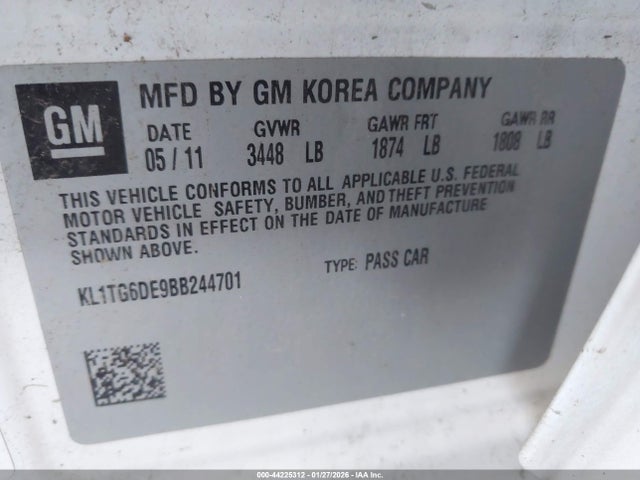 GM
MFD BY GM KOREA COMPANY
DATE GVWR GAWR FRT GAWR RR
05 / 11 3448 LB 1874 LB 1808 LB
THIS VEHICLE CONFORMS TO ALL APPLICABLE U.S. FEDERAL
MOTOR VEHICLE SAFETY, BUMBER, AND THEFT PREVENTION
STANDARDS IN EFFECT ON THE DATE OF MANUFACTURE
SHOWN ABOVE.
KL1TG6DE9BB244701 TYPE: PASS CAR
000-44225312 | 01/27/2026 | IAA Inc.